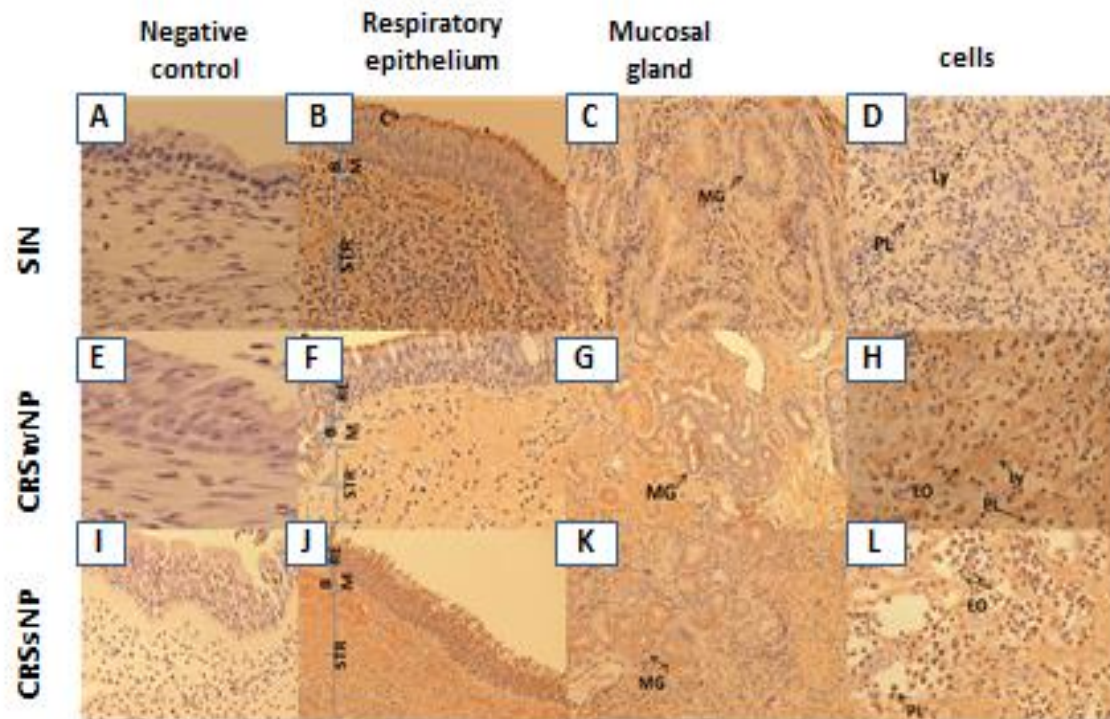 Negative
control
Respiratory
epithelium
Mucosal
gland
cells
SIN
A
B
C
B
M
STR
C
MG
D
Ly
PL
CRSwNP
E
F
B
M
STR
G
MG
H
EO
Ly
PL
CRSsNP
I
J
B
M
STR
K
MG
L
EO
PL